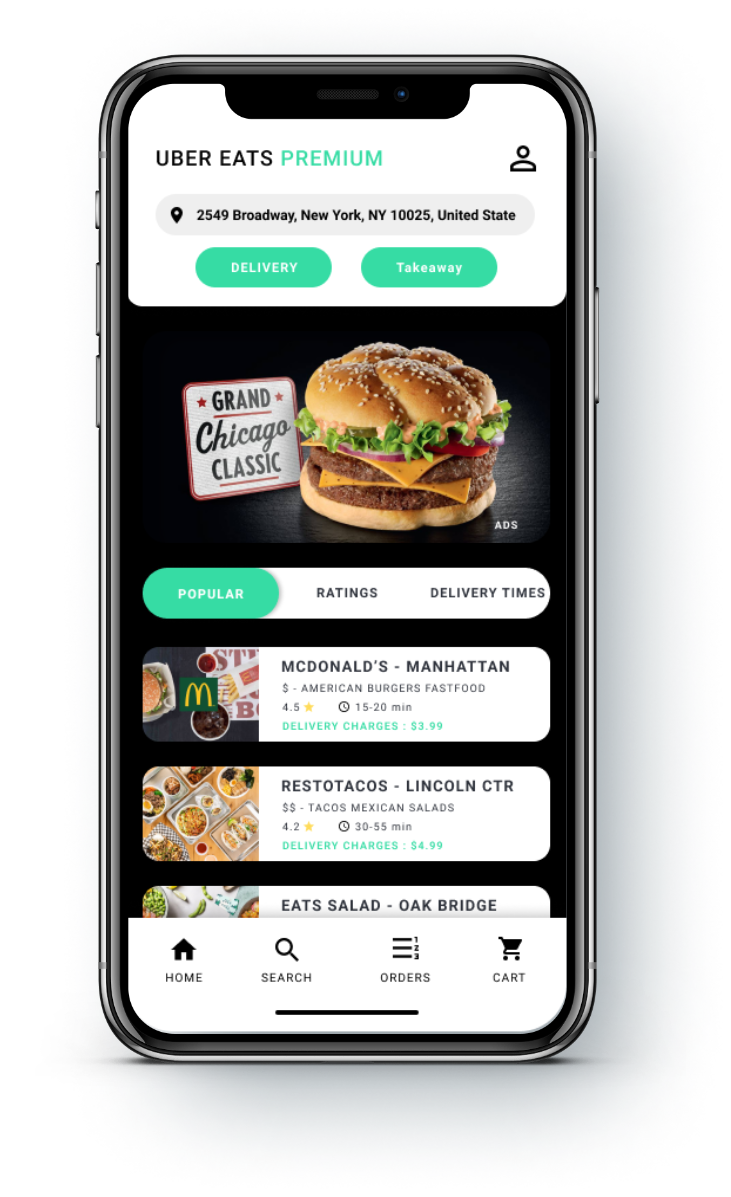 UBER EATS PREMIUM
2549 Broadway, New York, NY 10025, United State
DELIVERY
Takeaway
GRAND
Chicago
CLASSIC
ADS
POPULAR
RATINGS
DELIVERY TIMES
MCDONALD'S - MANHATTAN
$ - AMERICAN BURGERS FASTFOOD
4.5 ⭐ 15-20 min
DELIVERY CHARGES : $3.99
RESTOTACOS - LINCOLN CTR
$$ - TACOS MEXICAN SALADS
4.2 ⭐ 30-55 min
DELIVERY CHARGES : $4.99
EATS SALAD - OAK BRIDGE
HOME
SEARCH
ORDERS
CART